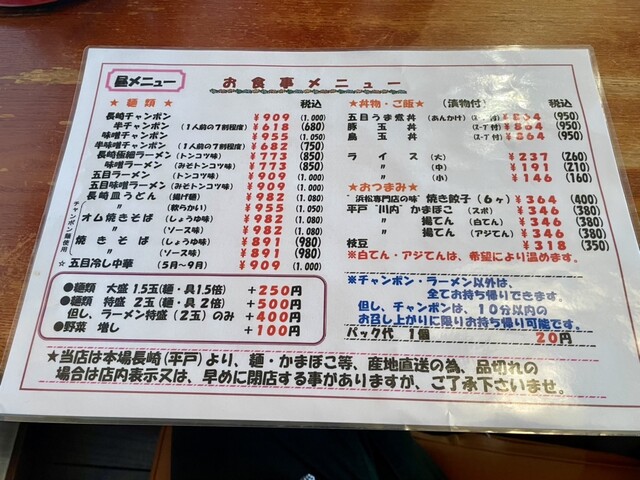 昼メニュー
お食事メニュー
★ 麺類 ★ 税込
長崎チャンポン ￥909 (1.000)
半チャンポン (1人前の7割程度) ￥618 (680)
味噌チャンポン ￥955 (1.050)
半味噌チャンポン (1人前の7割程度) ￥682 (750)
長崎極細ラーメン (トンコツ味) ￥773 (850)
味噌ラーメン (みそトンコツ味) ￥773 (850)
五目ラーメン (トンコツ味) ￥909 (1.000)
五目味噌ラーメン (みそトンコツ味) ￥909 (1.000)
長崎皿うどん (揚げ麺) ￥982 (1.080)
〃 (軟らかい) ￥955 (1.050)
オム焼きそば (しょうゆ味) ￥982 (1.080)
〃 (ソース味) ￥982 (1.080)
焼きそば (しょうゆ味) ￥891 (980)
〃 (ソース味) ￥891 (980)
☆ 五目冷し中華 (5月～9月) ￥909 (1.000)
チャンポン麺使用
●麺類 大盛 1.5玉(麺・具1.5倍) +250円
●麺類 特盛 2玉(麺・具2倍) +500円
但し、ラーメン特盛(2玉)のみ +400円
●野菜 増し +100円
★丼物・ご飯★ (漬物付) 税込
五目うま煮丼 (あんかけ) (ｽｰﾌﾟ付) ￥864 (950)
豚玉丼 (ｽｰﾌﾟ付) ￥864 (950)
鳥玉丼 (ｽｰﾌﾟ付) ￥864 (950)
ライス (大) ￥237 (260)
〃 (中) ￥191 (210)
〃 (小) ￥146 (160)
★おつまみ★
"浜松専門店の味"焼き餃子(6ヶ) ￥364 (400)
平戸"川内"かまぼこ (スボ) ￥346 (380)
〃 揚てん (白てん) ￥346 (380)
〃 揚てん (アジてん) ￥346 (380)
枝豆 ￥318 (350)
※白てん・アジてんは、希望により温めます。
※チャンポン・ラーメン以外は、
全てお持ち帰りできます。
但し、チャンポンは、10分以内の
お召し上がりに限りお持ち帰り可能です。
パック代 1個 20円
★当店は本場長崎(平戸)より、麺・かまぼこ等、産地直送の為、品切れの
場合は店内表示又は、早めに閉店する事がありますが、ご了承下さいませ。